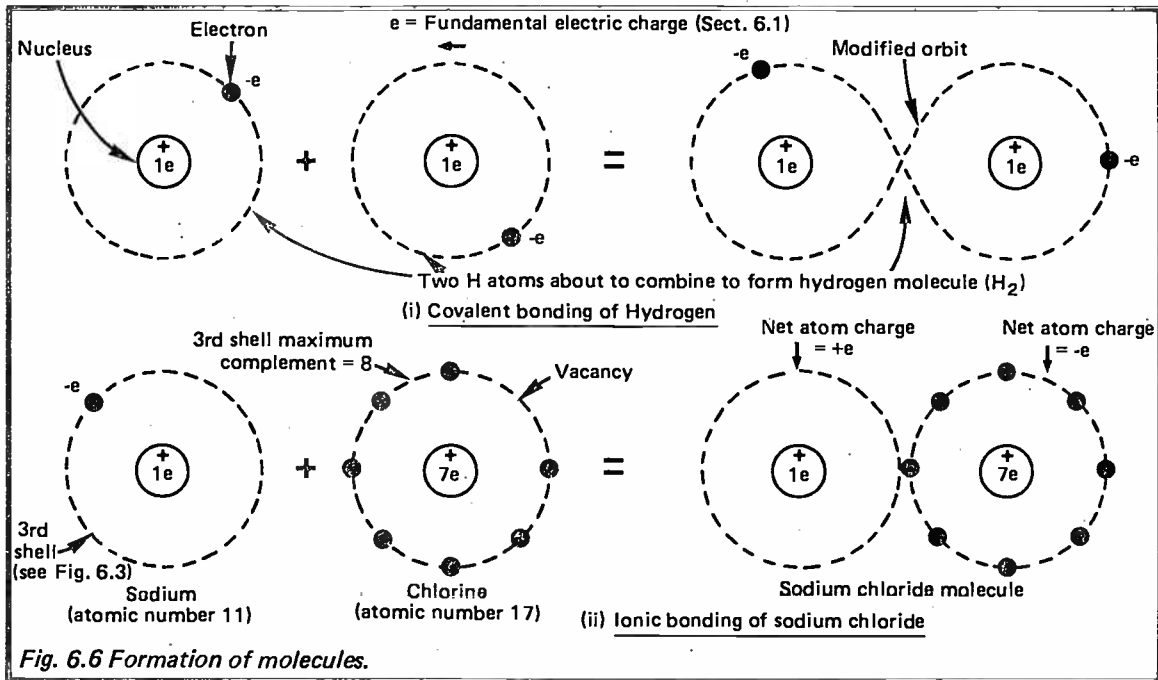 e = Fundamental electric charge (Sect. 6.1)
Electron
Nucleus
-e
+
1e
+
+
1e
-e
=
-e
Modified orbit
+
1e
+
1e
-e
Two H atoms about to combine to form hydrogen molecule (H2)
(i) Covalent bonding of Hydrogen
3rd shell maximum
complement = 8
Vacancy
Net atom charge
= +e
Net atom charge
= -e
-e
+
1e
+
+
7e
=
+
1e
+
7e
3rd
shell
(see Fig. 6.3)
Sodium
(atomic number 11)
Chlorine
(atomic number 17)
Sodium chloride molecule
(ii) Ionic bonding of sodium chloride
Fig. 6.6 Formation of molecules.